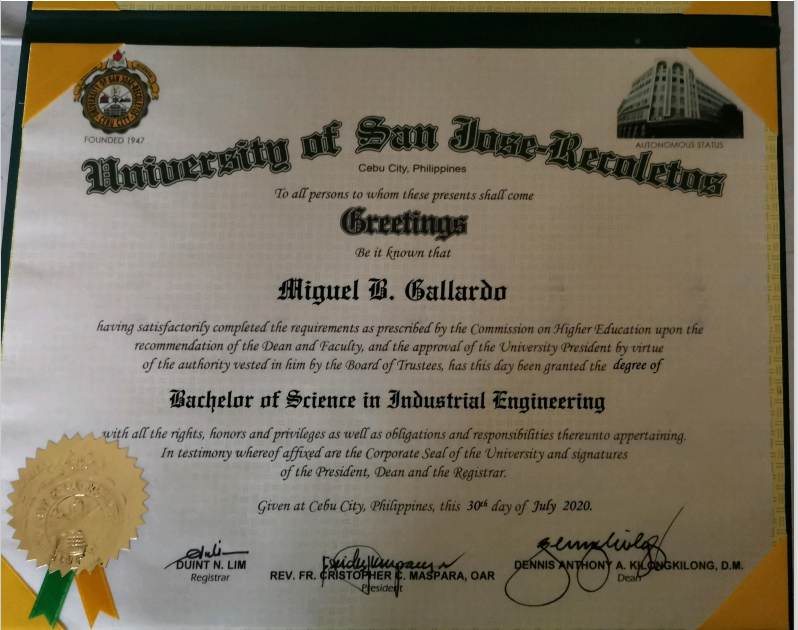 UNIVERSITY OF SAN JOSE-RECOLETOS
CEBU CITY
FOUNDED 1947
AUTONOMOUS STATUS
University of San Jose-Recoletos
Cebu City, Philippines
To all persons to whom these presents shall come
Greetings
Be it known that
Miguel B. Gallardo
having satisfactorily completed the requirements as prescribed by the Commission on Higher Education upon the
recommendation of the Dean and Faculty, and the approval of the University President by virtue
of the authority vested in him by the Board of Trustees, has this day been granted the degree of
Bachelor of Science in Industrial Engineering
with all the rights, honors and privileges as well as obligations and responsibilities thereunto appertaining.
In testimony whereof affixed are the Corporate Seal of the University and signatures
of the President, Dean and the Registrar.
Given at Cebu City, Philippines, this 30th day of July 2020.
DUINT N. LIM
Registrar
REV. FR. CRISTOPHER C. MASPARA, OAR
President
DENNIS ANTHONY A. KILONGKILONG, D.M.
Dean